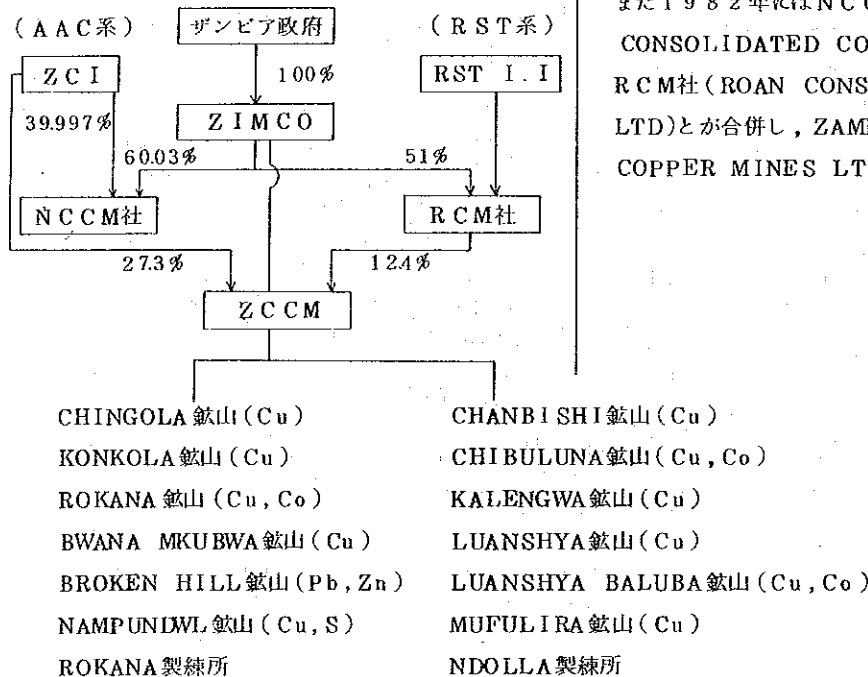 (AAC系)
ザンビア政府
(RST系)
ZCI
100%
RST I.I
39.997%
ZIMCO
60.03%
51%
NCCM社
RCM社
27.3%
12.4%
ZCCM
CHINGOLA鉱山(Cu)
KONKOLA鉱山(Cu)
ROKANA鉱山(Cu,Co)
BWANA MKUBWA鉱山(Cu)
BROKEN HILL鉱山(Pb,Zn)
NAMPUNDWL鉱山(Cu,S)
ROKANA製練所
CHANBISHI鉱山(Cu)
CHIBULUNA鉱山(Cu,Co)
KALENGWA鉱山(Cu)
LUANSHYA鉱山(Cu)
LUANSHYA BALUBA鉱山(Cu,Co)
MUFULIRA鉱山(Cu)
NDOLLA製練所
また1982年にはNCC
CONSOLIDATED CO
RCM社(ROAN CONS
LTD)とが合併し,ZAM
COPPER MINES LT